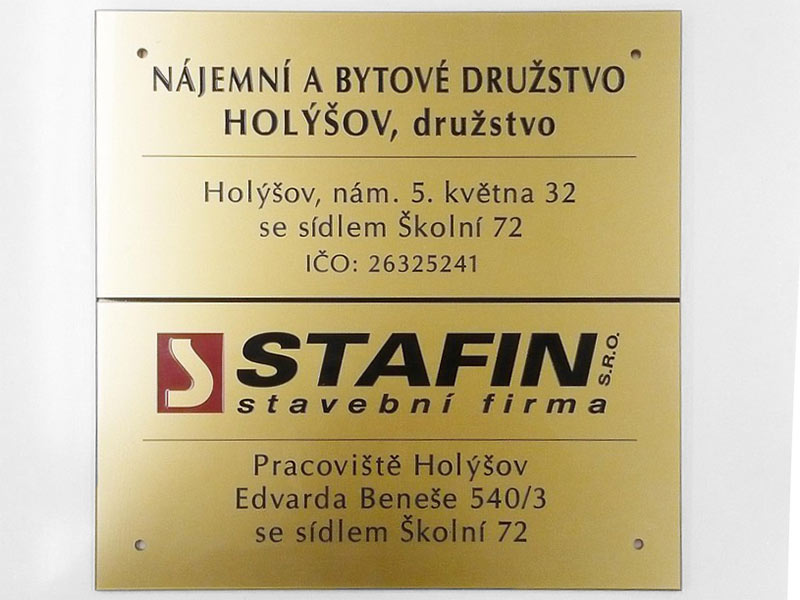 NÁJEMNÍ A BYTOVÉ DRUŽSTVO
HOLÝŠOV, družstvo
Holýšov, nám. 5. května 32
se sídlem Školní 72
IČO: 26325241
STAFIN S.R.O.
stavební firma
Pracoviště Holýšov
Edvarda Beneše 540/3
se sídlem Školní 72